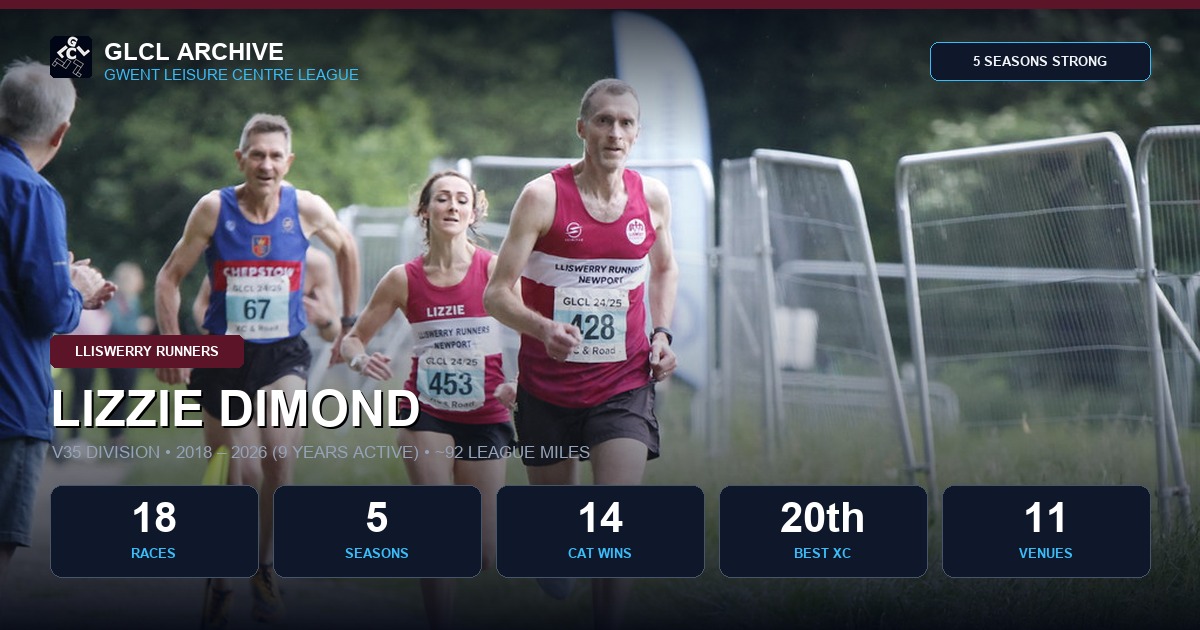 GLCL ARCHIVE
GWENT LEISURE CENTRE LEAGUE
5 SEASONS STRONG
CHEPSTOW
GLCL 24/25
67
XC & Road
LIZZIE
LLISWERRY RUNNERS
NEWPORT
GLCL 24/25
453
LLISWERRY RUNNERS
NEWPORT
GLCL 24/25
428
XC & Road
LLISWERRY RUNNERS
LIZZIE DIMOND
V35 DIVISION • 2018 – 2026 (9 YEARS ACTIVE) • ~92 LEAGUE MILES
18
RACES
5
SEASONS
14
CAT WINS
20th
BEST XC
11
VENUES